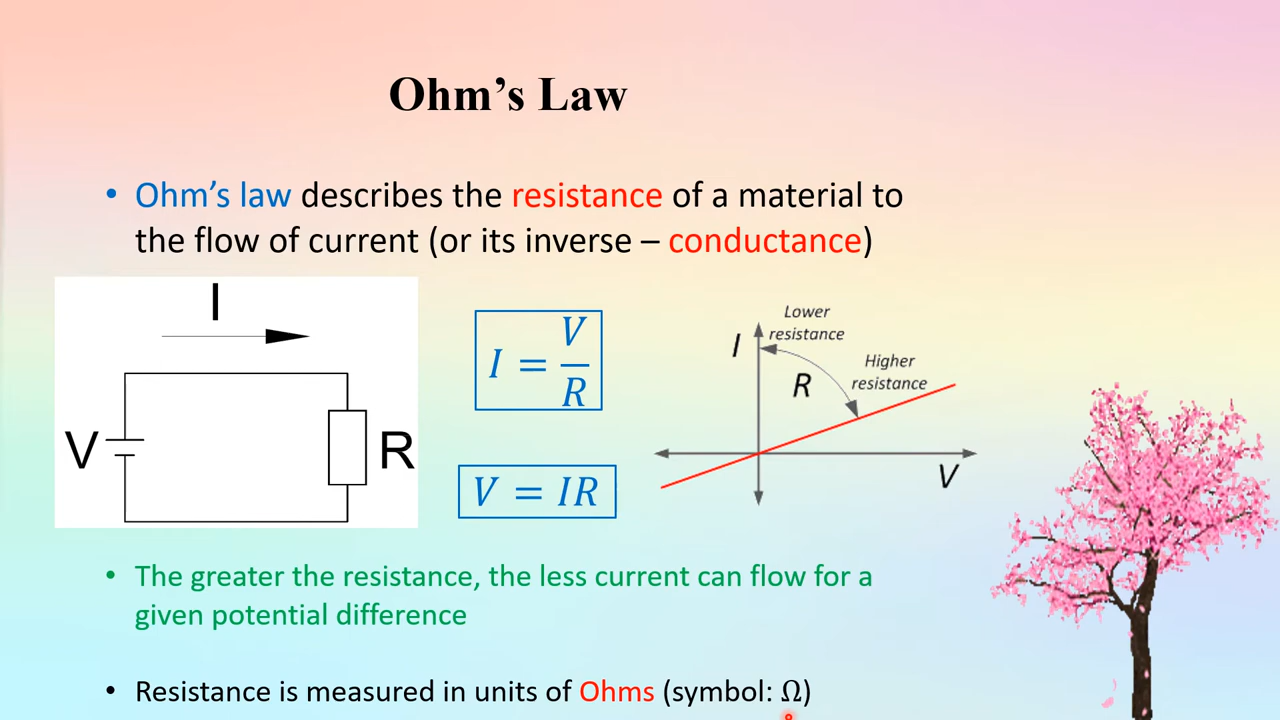 Ohm's Law
• Ohm's law describes the resistance of a material to
the flow of current (or its inverse – conductance)
I
V
R
I = V/R
V = IR
Lower
resistance
I
Higher
resistance
R
V
• The greater the resistance, the less current can flow for a
given potential difference
• Resistance is measured in units of Ohms (symbol: Ω)